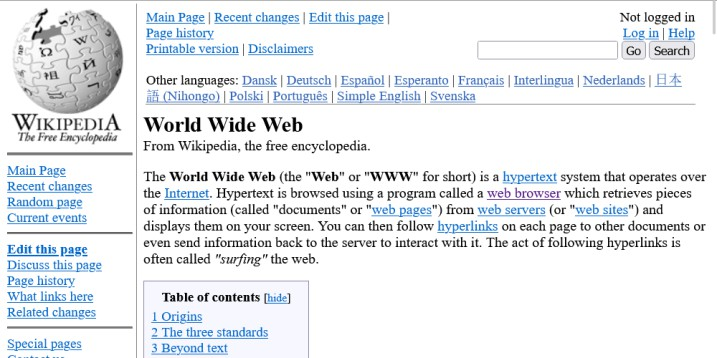 WIKIPEDIA
The Free Encyclopedia
Main Page
Recent changes
Random page
Current events
Edit this page
Discuss this page
Page history
What links here
Related changes
Special pages
Main Page | Recent changes | Edit this page |
Page history
Printable version | Disclaimers
Not logged in
Log in | Help
Go Search
Other languages: Dansk | Deutsch | Español | Esperanto | Français | Interlingua | Nederlands | 日本
語 (Nihongo) | Polski | Português | Simple English | Svenska
World Wide Web
From Wikipedia, the free encyclopedia.
The World Wide Web (the "Web" or "WWW" for short) is a hypertext system that operates over
the Internet. Hypertext is browsed using a program called a web browser which retrieves pieces
of information (called "documents" or "web pages") from web servers (or "web sites") and
displays them on your screen. You can then follow hyperlinks on each page to other documents or
even send information back to the server to interact with it. The act of following hyperlinks is
often called "surfing" the web.
Table of contents [hide]
1 Origins
2 The three standards
3 Beyond text